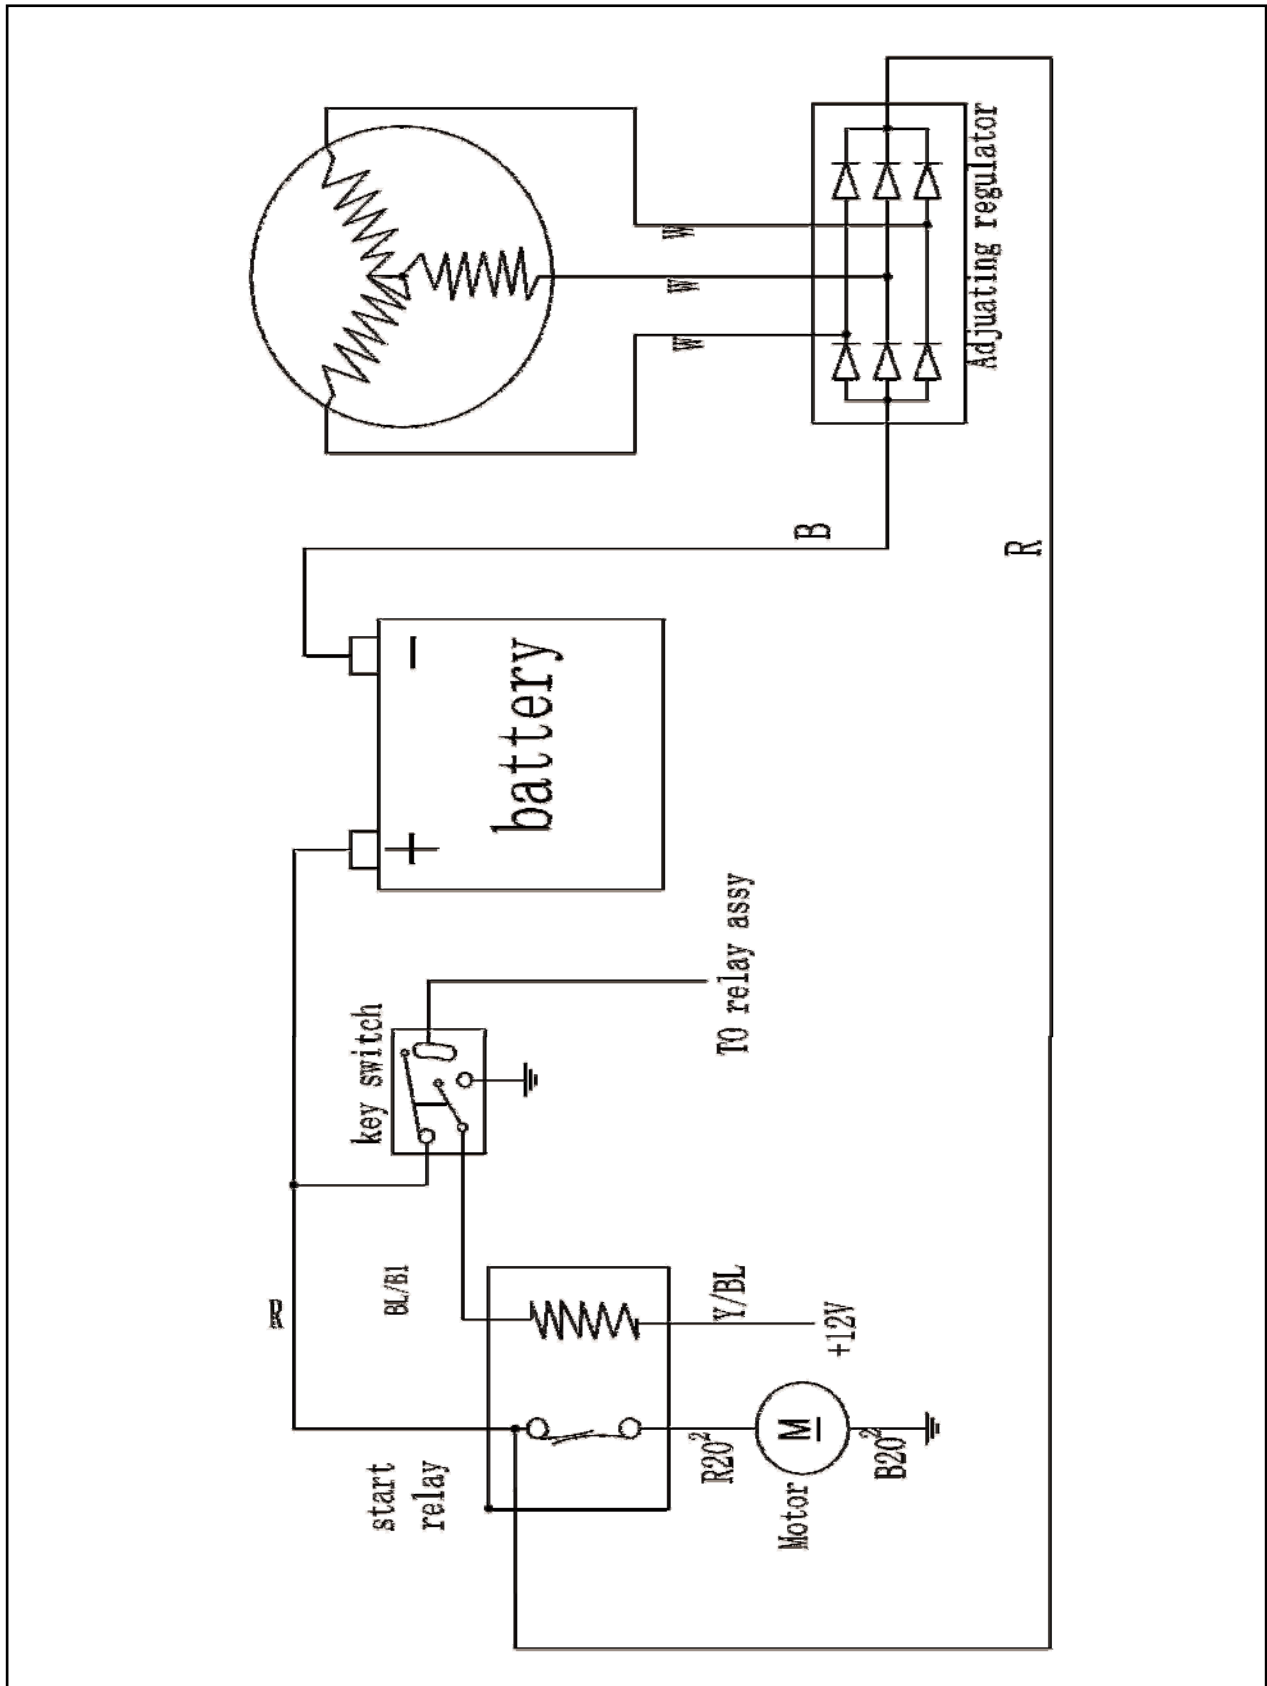 W
W
W
Adjuating regulator
B
R
−
+
battery
TO relay assy
key switch
R
BL/B1
Y/BL
+12V
start
relay
R20²
M
B20²
Motor